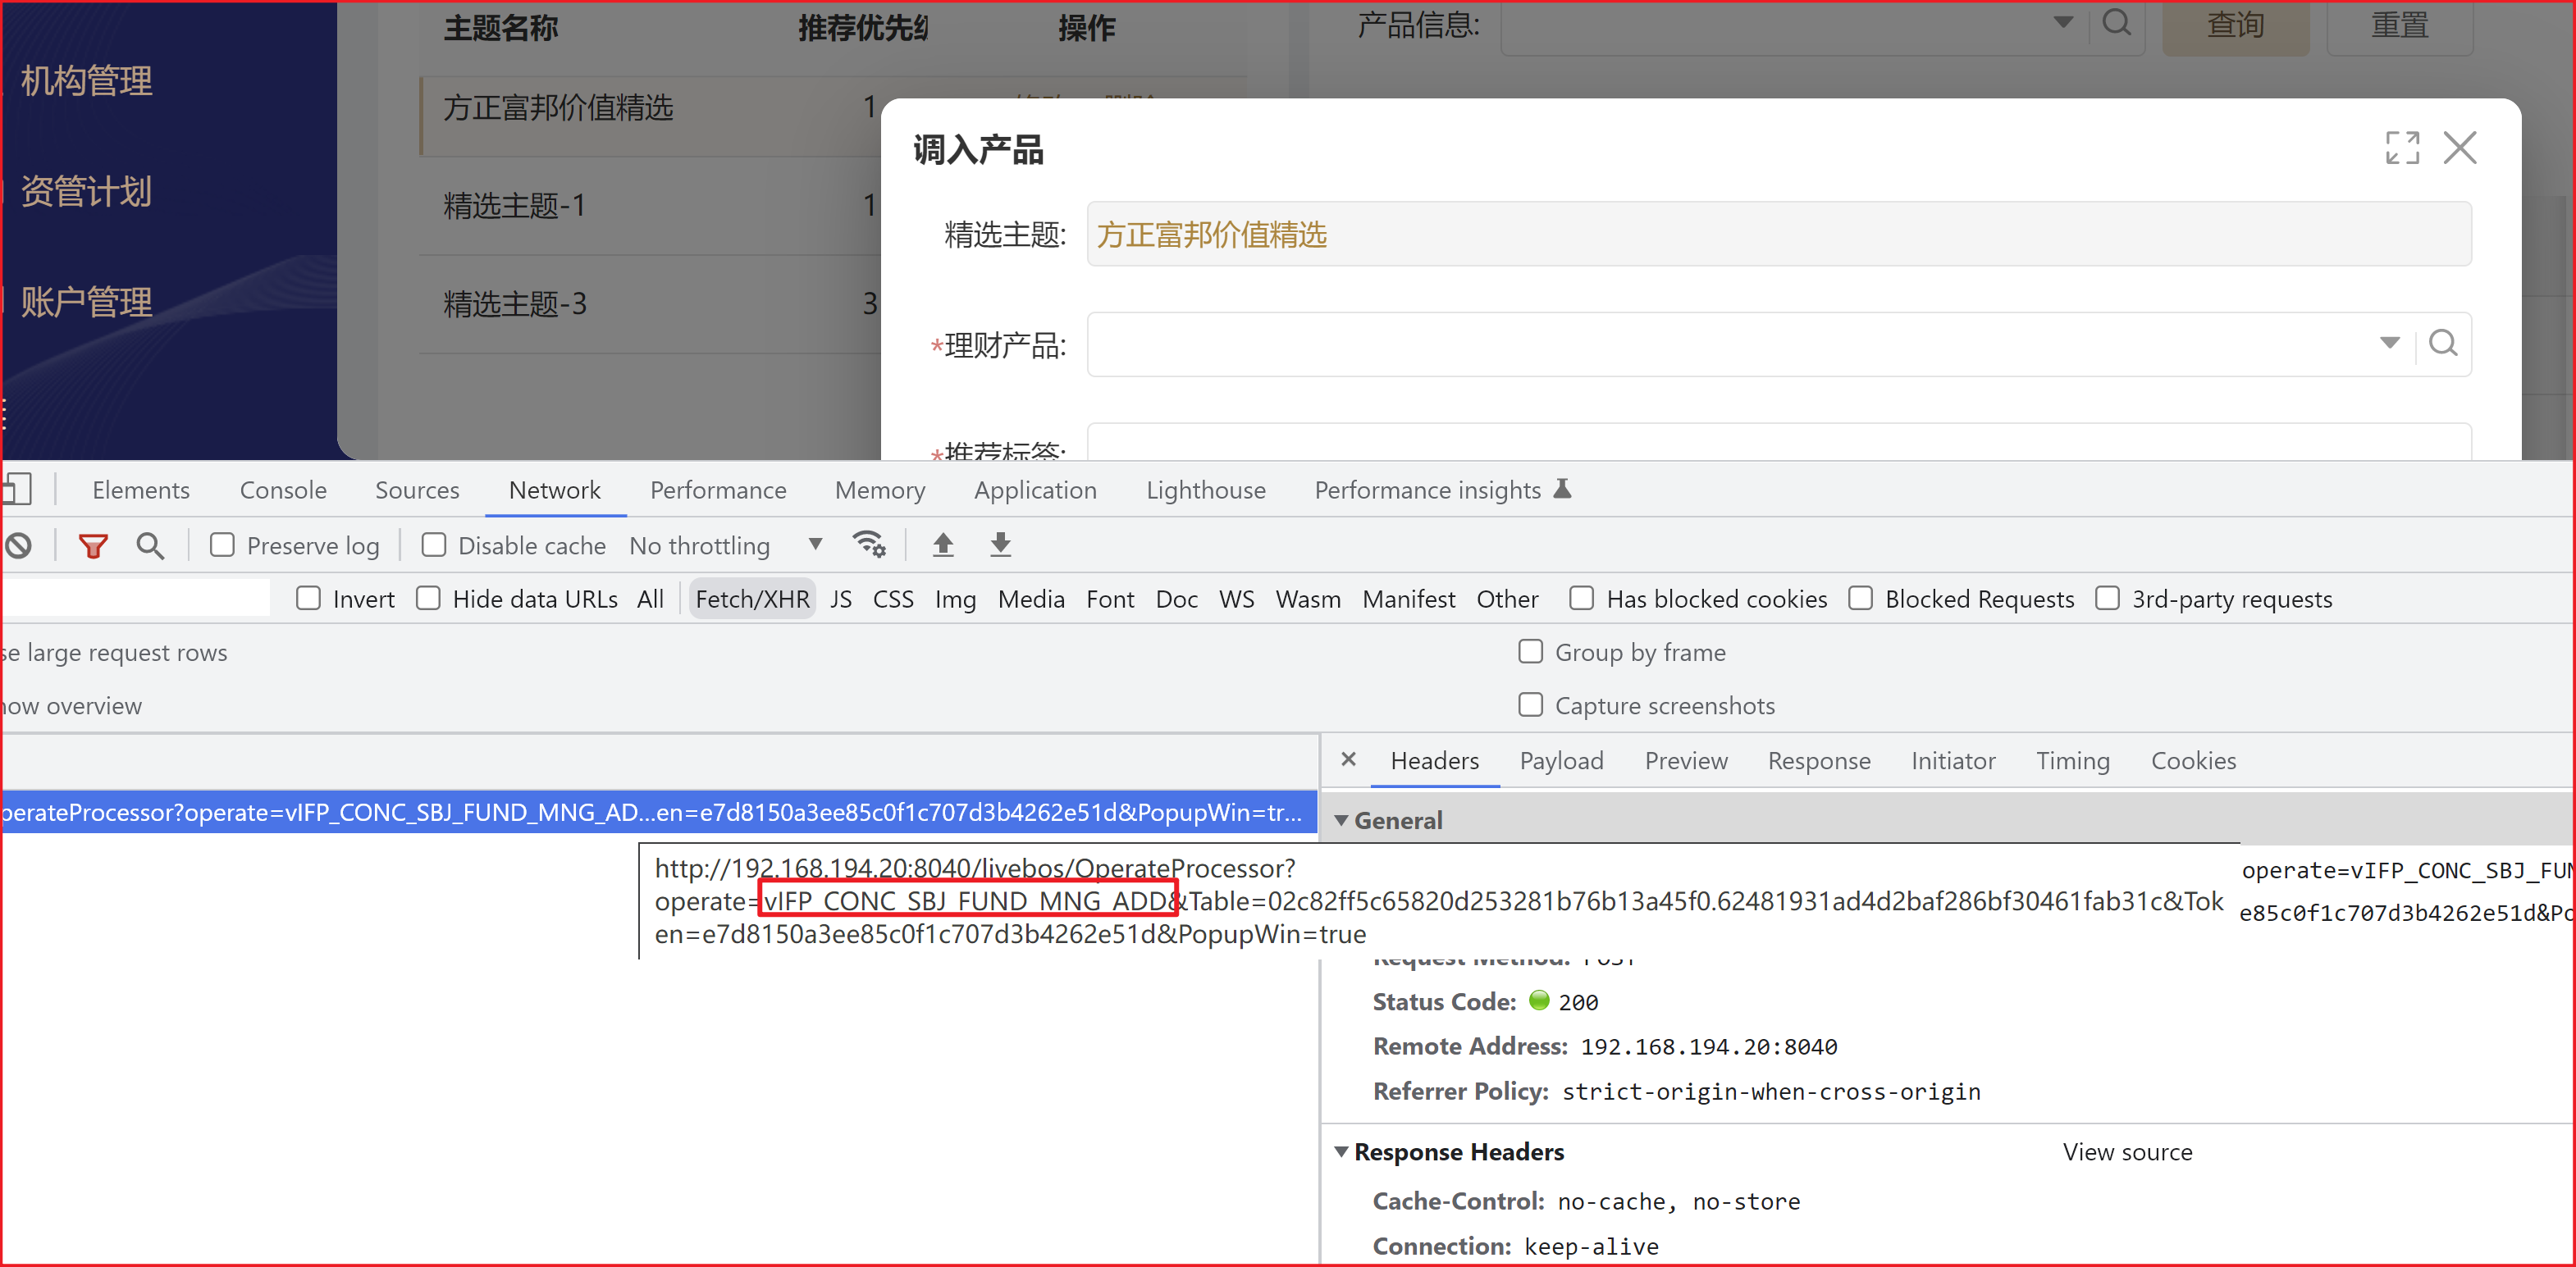 主题名称 推荐优先级 操作
产品信息: 查询 重置
机构管理
方正富邦价值精选 1
调入产品
资管计划
精选主题-1 1
精选主题: 方正富邦价值精选
账户管理
精选主题-3 3
*理财产品:
*推荐标签:
Elements Console Sources Network Performance Memory Application Lighthouse Performance insights
Preserve log Disable cache No throttling
Invert Hide data URLs All Fetch/XHR JS CSS Img Media Font Doc WS Wasm Manifest Other Has blocked cookies Blocked Requests 3rd-party requests
se large request rows Group by frame
how overview Capture screenshots
Headers Payload Preview Response Initiator Timing Cookies
perateProcessor?operate=vIFP_CONC_SBJ_FUND_MNG_AD...en=e7d8150a3ee85c0f1c707d3b4262e51d&PopupWin=tr...
General
http://192.168.194.20:8040/livebos/OperateProcessor?
operate=vIFP_CONC_SBJ_FUND_MNG_ADD&Table=02c82ff5c65820d253281b76b13a45f0.62481931ad4d2baf286bf30461fab31c&Tok
en=e7d8150a3ee85c0f1c707d3b4262e51d&PopupWin=true
operate=vIFP_CONC_SBJ_FUN
e85c0f1c707d3b4262e51d&Po
Request Method: POST
Status Code: 200
Remote Address: 192.168.194.20:8040
Referrer Policy: strict-origin-when-cross-origin
Response Headers View source
Cache-Control: no-cache, no-store
Connection: keep-alive